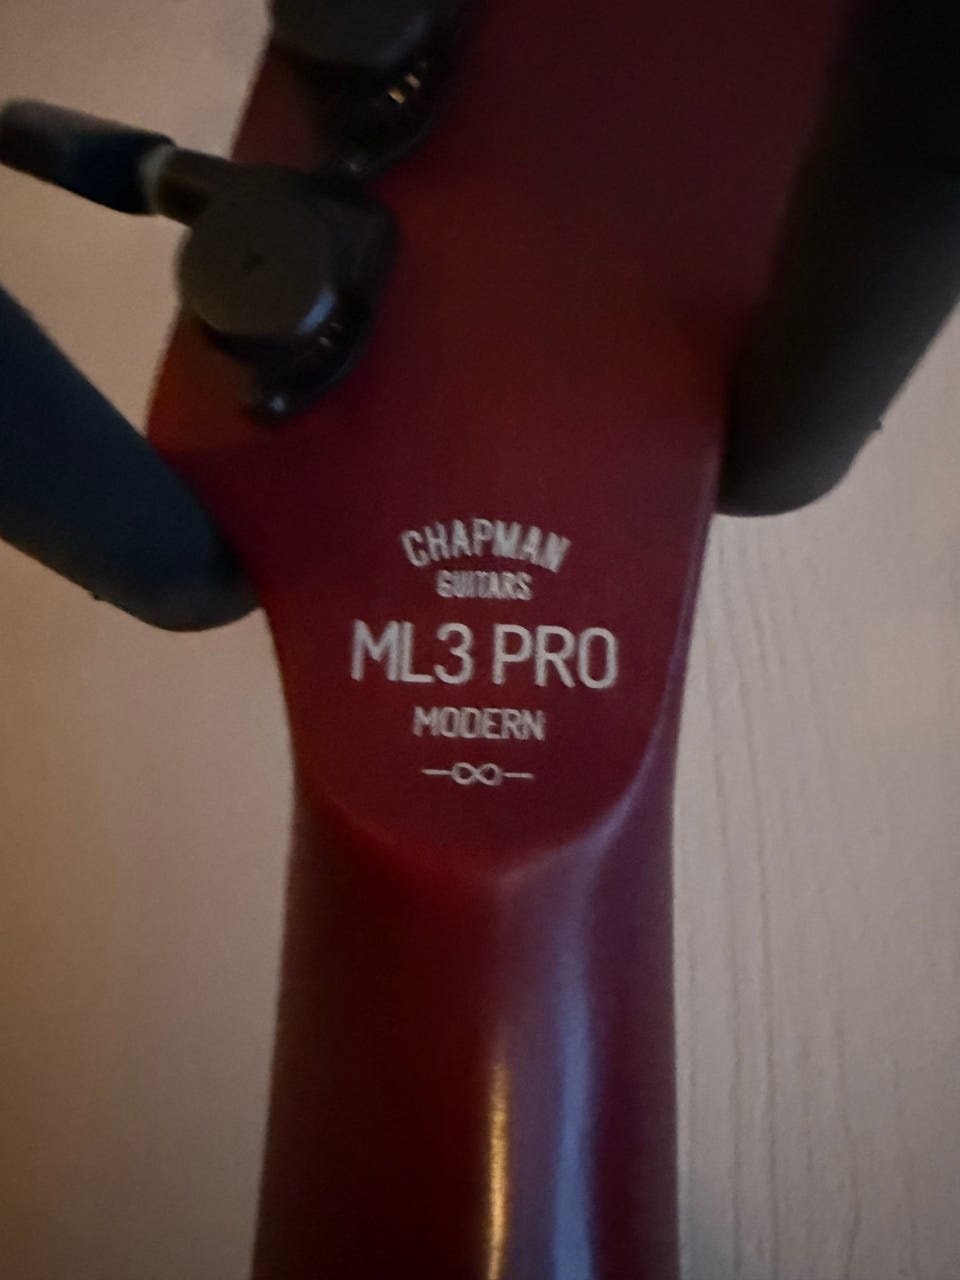 CHAPMAN
GUITARS
ML3 PRO
MODERN